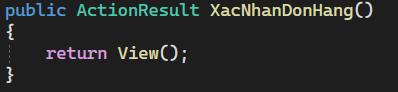 public ActionResult XacNhanDonHang()
{
    return View();
}